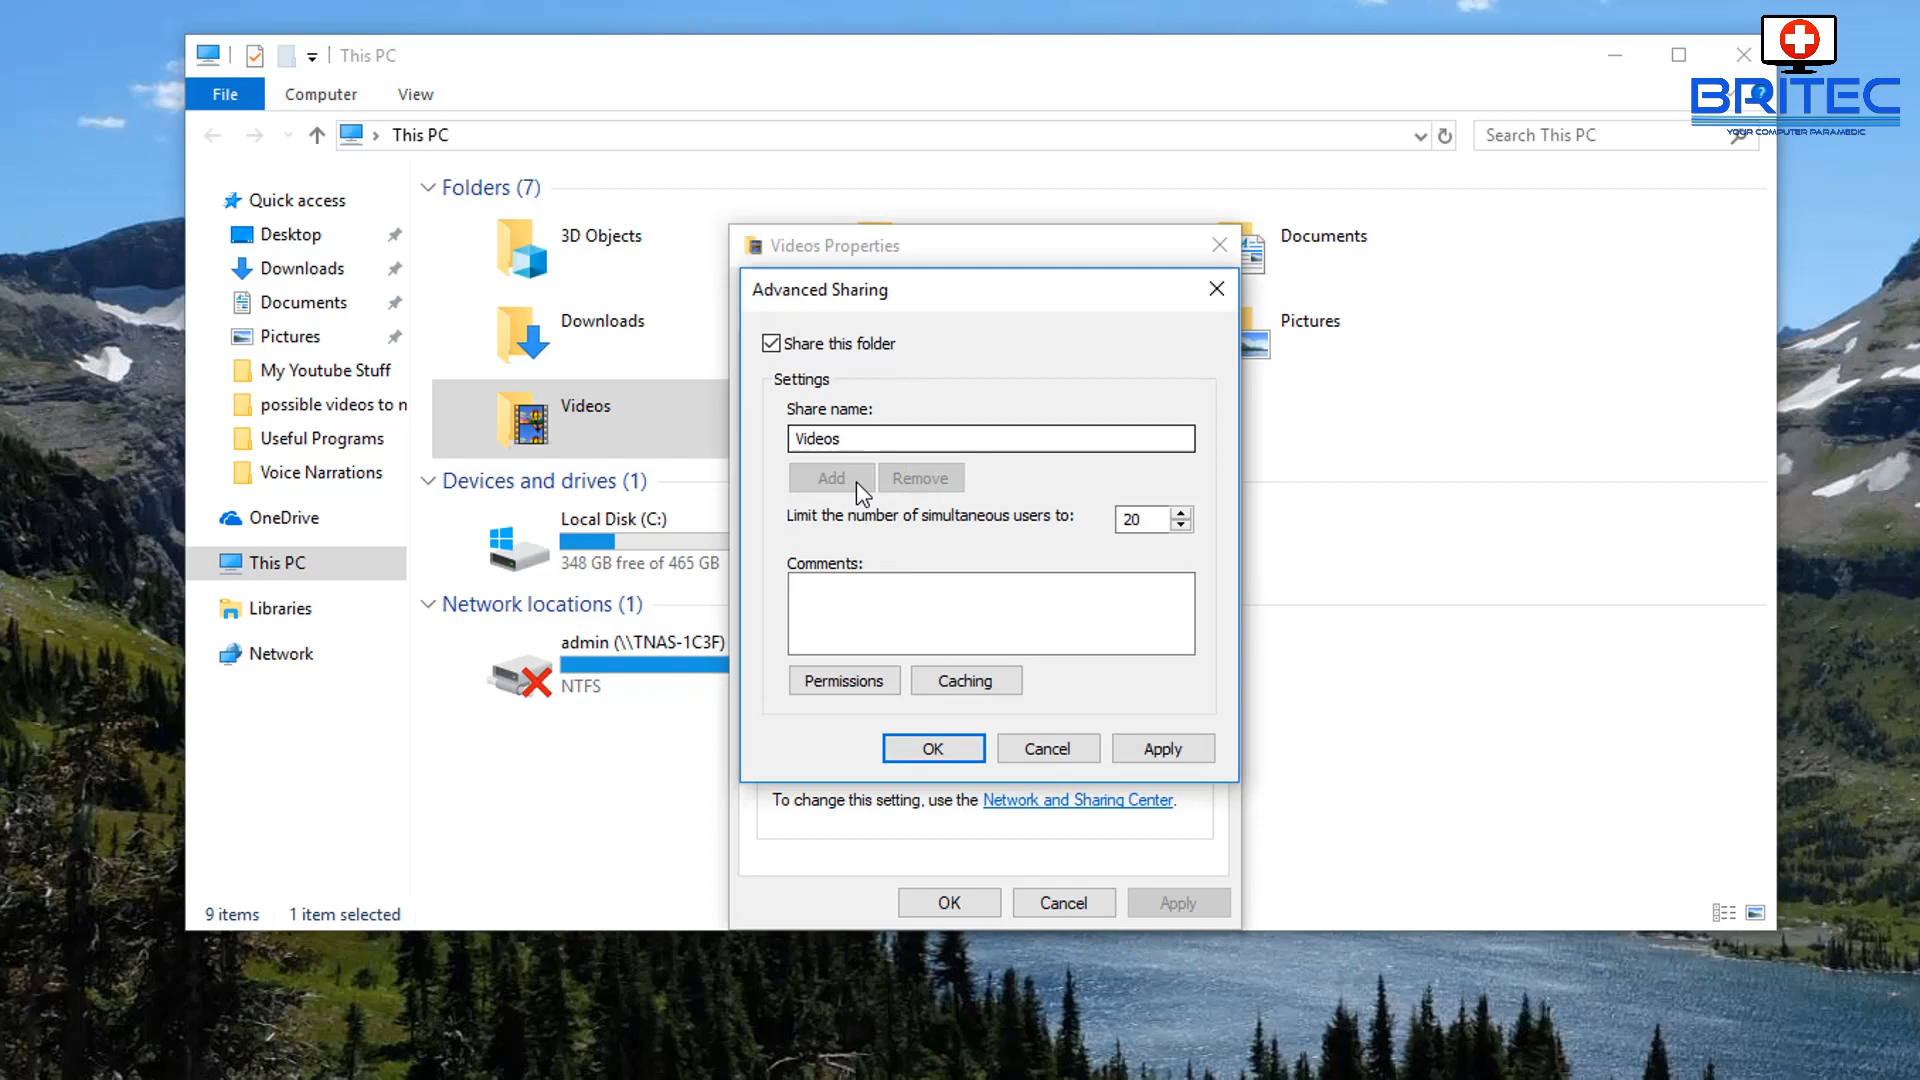 This PC
BRITEC
YOUR COMPUTER PARAMEDIC
File
Computer
View
?
This PC
Search This PC
Quick access
Desktop
Downloads
Documents
Pictures
My Youtube Stuff
possible videos to n
Useful Programs
Voice Narrations
OneDrive
This PC
Libraries
Network
Folders (7)
3D Objects
Documents
Downloads
Pictures
Videos
Devices and drives (1)
Local Disk (C:)
348 GB free of 465 GB
Network locations (1)
admin (\\TNAS-1C3F)
NTFS
Videos Properties
Advanced Sharing
Share this folder
Settings
Share name:
Videos
Add
Remove
Limit the number of simultaneous users to:
20
Comments:
Permissions
Caching
OK
Cancel
Apply
To change this setting, use the Network and Sharing Center.
OK
Cancel
Apply
9 items
1 item selected